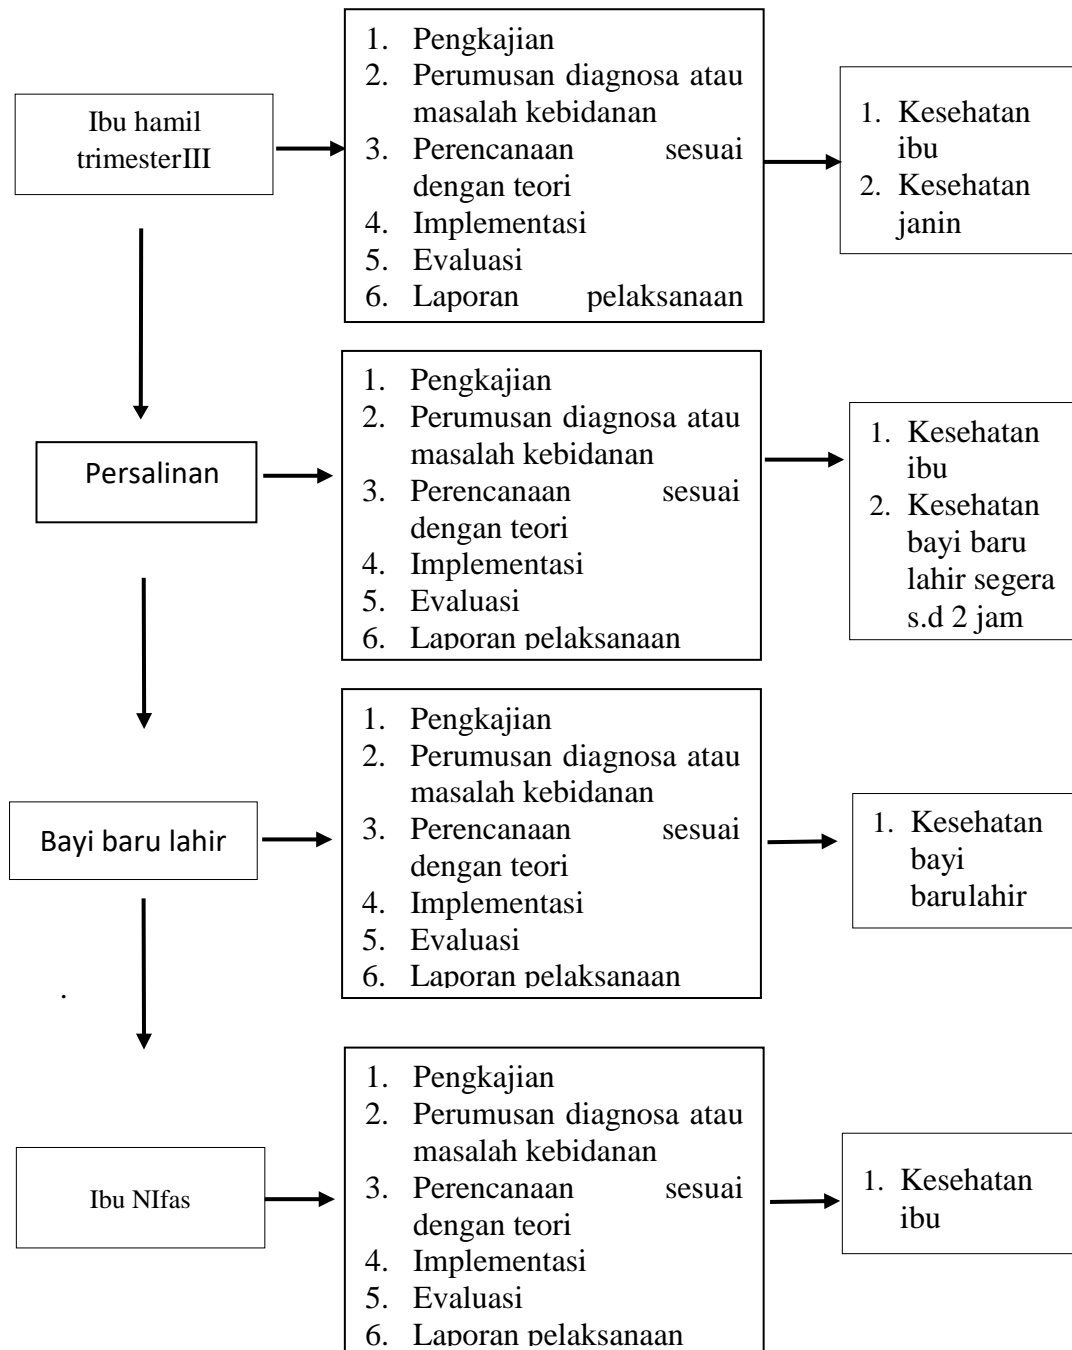 Ibu hamil
trimesterIII
1. Pengkajian
2. Perumusan diagnosa atau
masalah kebidanan
3. Perencanaan sesuai
dengan teori
4. Implementasi
5. Evaluasi
6. Laporan pelaksanaan
1. Kesehatan
ibu
2. Kesehatan
janin
Persalinan
1. Pengkajian
2. Perumusan diagnosa atau
masalah kebidanan
3. Perencanaan sesuai
dengan teori
4. Implementasi
5. Evaluasi
6. Laporan pelaksanaan
1. Kesehatan
ibu
2. Kesehatan
bayi baru
lahir segera
s.d 2 jam
Bayi baru lahir
1. Pengkajian
2. Perumusan diagnosa atau
masalah kebidanan
3. Perencanaan sesuai
dengan teori
4. Implementasi
5. Evaluasi
6. Laporan pelaksanaan
1. Kesehatan
bayi
barulahir
.
Ibu NIfas
1. Pengkajian
2. Perumusan diagnosa atau
masalah kebidanan
3. Perencanaan sesuai
dengan teori
4. Implementasi
5. Evaluasi
6. Laporan pelaksanaan
1. Kesehatan
ibu